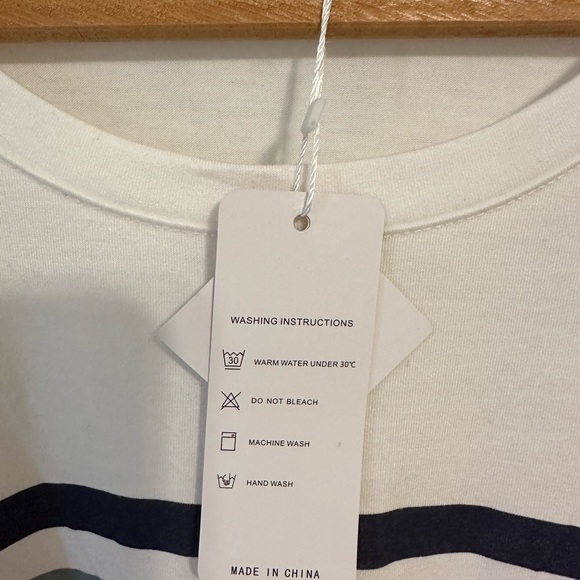 WASHING INSTRUCTIONS
30 WARM WATER UNDER 30℃
DO NOT BLEACH
MACHINE WASH
HAND WASH
MADE IN CHINA